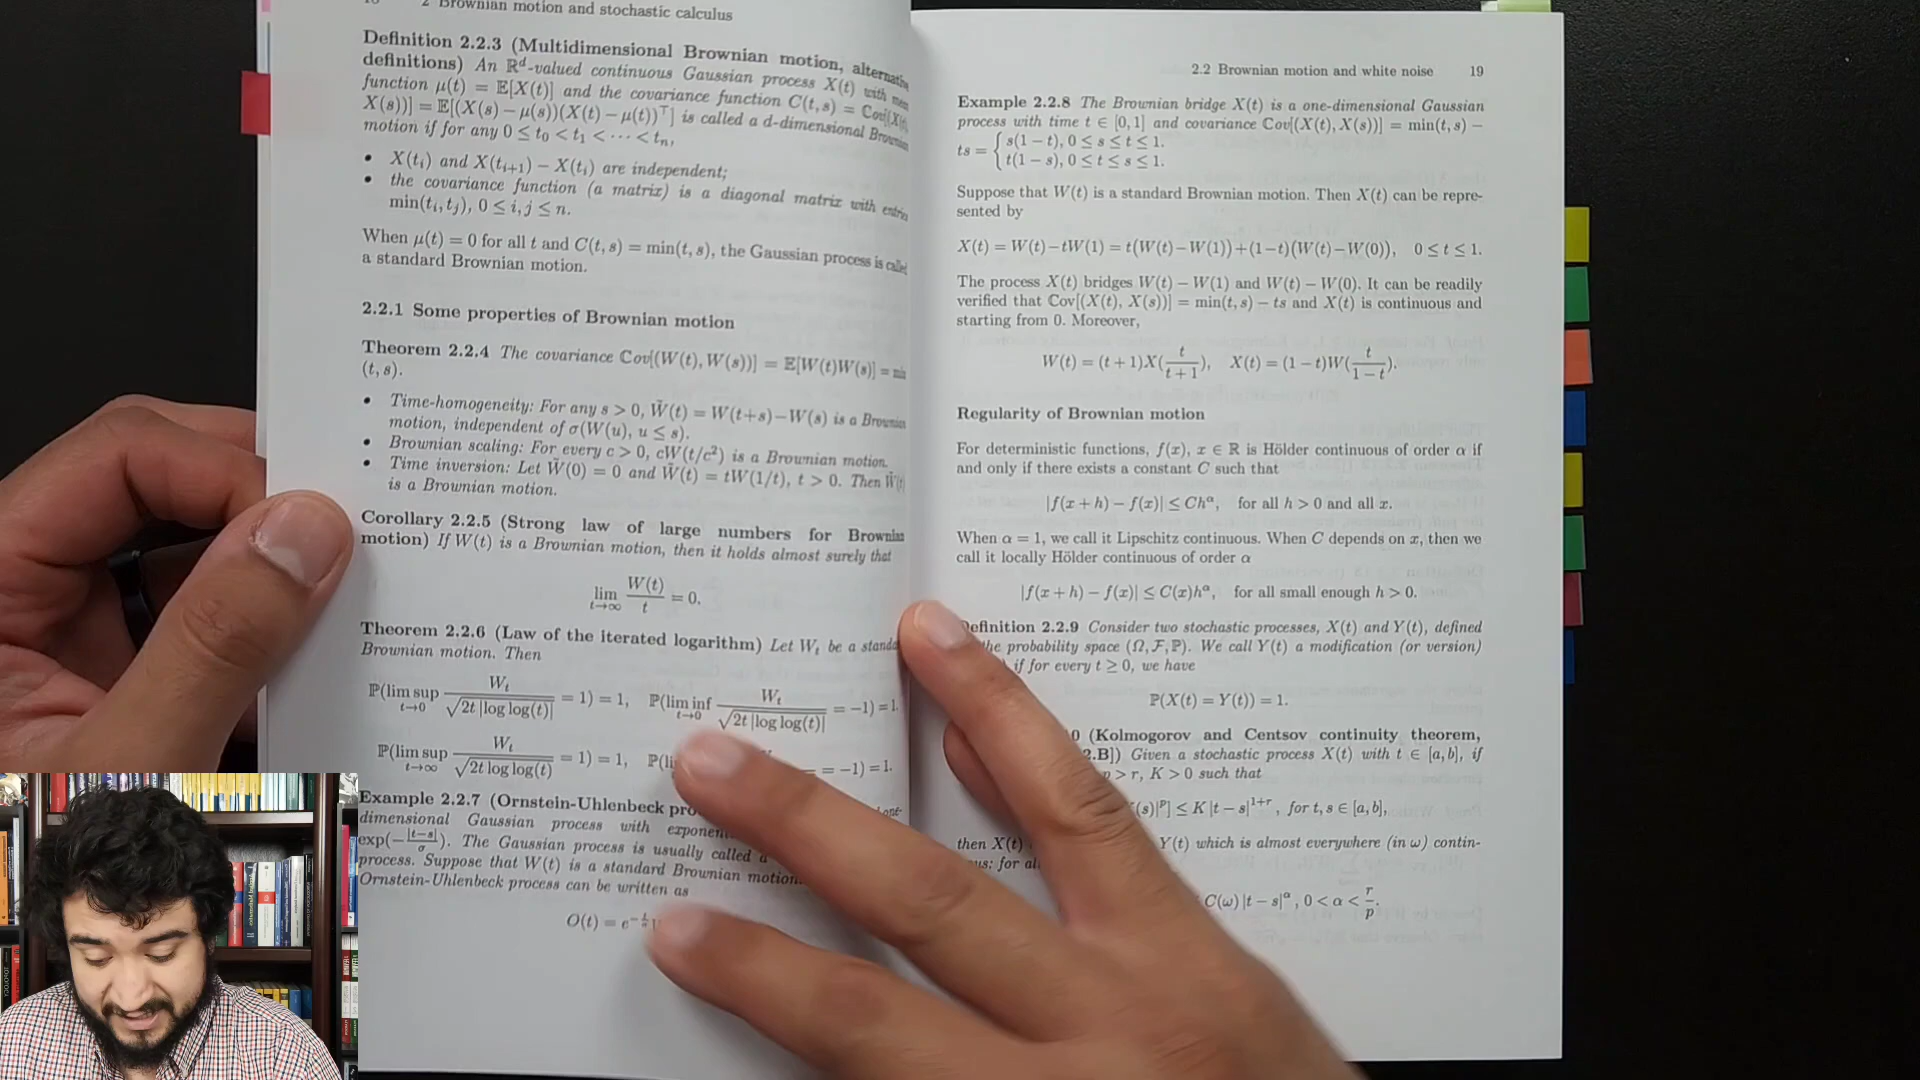 2 Brownian motion and stochastic calculus
Definition 2.2.3 (Multidimensional Brownian motion, alternative
definitions) An ℝ^d-valued continuous Gaussian process X(t) with mean
function μ(t) = 𝔼[X(t)] and the covariance function C(t, s) = ℂov[(X(t),
X(s))] = 𝔼[(X(s) − μ(s))(X(t) − μ(t))^⊤] is called a d-dimensional Brownian
motion if for any 0 ≤ t_0 < t_1 < ⋯ < t_n,
• X(t_i) and X(t_{i+1}) − X(t_i) are independent;
• the covariance function (a matrix) is a diagonal matrix with entries
min(t_i, t_j), 0 ≤ i, j ≤ n.
When μ(t) = 0 for all t and C(t, s) = min(t, s), the Gaussian process is called
a standard Brownian motion.
2.2.1 Some properties of Brownian motion
Theorem 2.2.4 The covariance ℂov[(W(t), W(s))] = 𝔼[W(t)W(s)] = min
(t, s).
• Time-homogeneity: For any s > 0, W̃(t) = W(t+s)−W(s) is a Brownian
motion, independent of σ(W(u), u ≤ s).
• Brownian scaling: For every c > 0, cW(t/c²) is a Brownian motion.
• Time inversion: Let W̃(0) = 0 and W̃(t) = tW(1/t), t > 0. Then W̃(t)
is a Brownian motion.
Corollary 2.2.5 (Strong law of large numbers for Brownian
motion) If W(t) is a Brownian motion, then it holds almost surely that
lim_{t→∞} W(t)/t = 0.
Theorem 2.2.6 (Law of the iterated logarithm) Let W_t be a standard
Brownian motion. Then
ℙ(lim sup_{t→0} W_t/√(2t |log log(t)|) = 1) = 1, ℙ(lim inf_{t→0} W_t/√(2t |log log(t)|) = −1) = 1.
ℙ(lim sup_{t→∞} W_t/√(2t log log(t)) = 1) = 1, = −1) = 1.
Example 2.2.7 (Ornstein-Uhlenbeck
dimensional Gaussian process with
exp(−|t−s|/σ). The Gaussian process is usually called
process. Suppose that W(t) is a standard Brownian motion.
Ornstein-Uhlenbeck process can be written as
O(t) =
2.2 Brownian motion and white noise 19
Example 2.2.8 The Brownian bridge X(t) is a one-dimensional Gaussian
process with time t ∈ [0, 1] and covariance ℂov[(X(t), X(s))] = min(t, s) −
ts = { s(1 − t), 0 ≤ s ≤ t ≤ 1.
t(1 − s), 0 ≤ t ≤ s ≤ 1.
Suppose that W(t) is a standard Brownian motion. Then X(t) can be repre-
sented by
X(t) = W(t)−tW(1) = t(W(t)−W(1))+(1−t)(W(t)−W(0)), 0 ≤ t ≤ 1.
The process X(t) bridges W(t) − W(1) and W(t) − W(0). It can be readily
verified that ℂov[(X(t), X(s))] = min(t, s) − ts and X(t) is continuous and
starting from 0. Moreover,
W(t) = (t + 1)X(t/(t + 1)), X(t) = (1 − t)W(t/(1 − t)).
Regularity of Brownian motion
For deterministic functions, f(x), x ∈ ℝ is Hölder continuous of order α if
and only if there exists a constant C such that
|f(x + h) − f(x)| ≤ Ch^α, for all h > 0 and all x.
When α = 1, we call it Lipschitz continuous. When C depends on x, then we
call it locally Hölder continuous of order α
|f(x + h) − f(x)| ≤ C(x)h^α, for all small enough h > 0.
Definition 2.2.9 Consider two stochastic processes, X(t) and Y(t), defined
the probability space (Ω, ℱ, ℙ). We call Y(t) a modification (or version)
if for every t ≥ 0, we have
ℙ(X(t) = Y(t)) = 1.
(Kolmogorov and Centsov continuity theorem,
2.B]) Given a stochastic process X(t) with t ∈ [a, b], if
p > r, K > 0 such that
(s)|^p] ≤ K |t − s|^{1+r}, for t, s ∈ [a, b],
then X(t) Y(t) which is almost everywhere (in ω) contin-
C(ω) |t − s|^α, 0 < α < r/p.